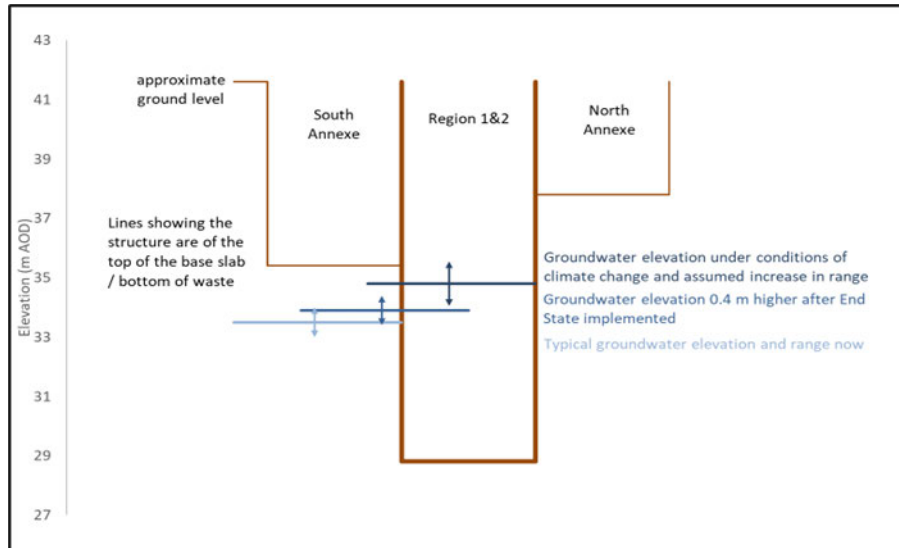 43
41
39
37
35
33
31
29
27
Elevation (m AOD)
approximate
ground level
South
Annexe
Region 1&2
North
Annexe
Lines showing the
structure are of the
top of the base slab
/ bottom of waste
Groundwater elevation under conditions of
climate change and assumed increase in range
Groundwater elevation 0.4 m higher after End
State implemented
Typical groundwater elevation and range now